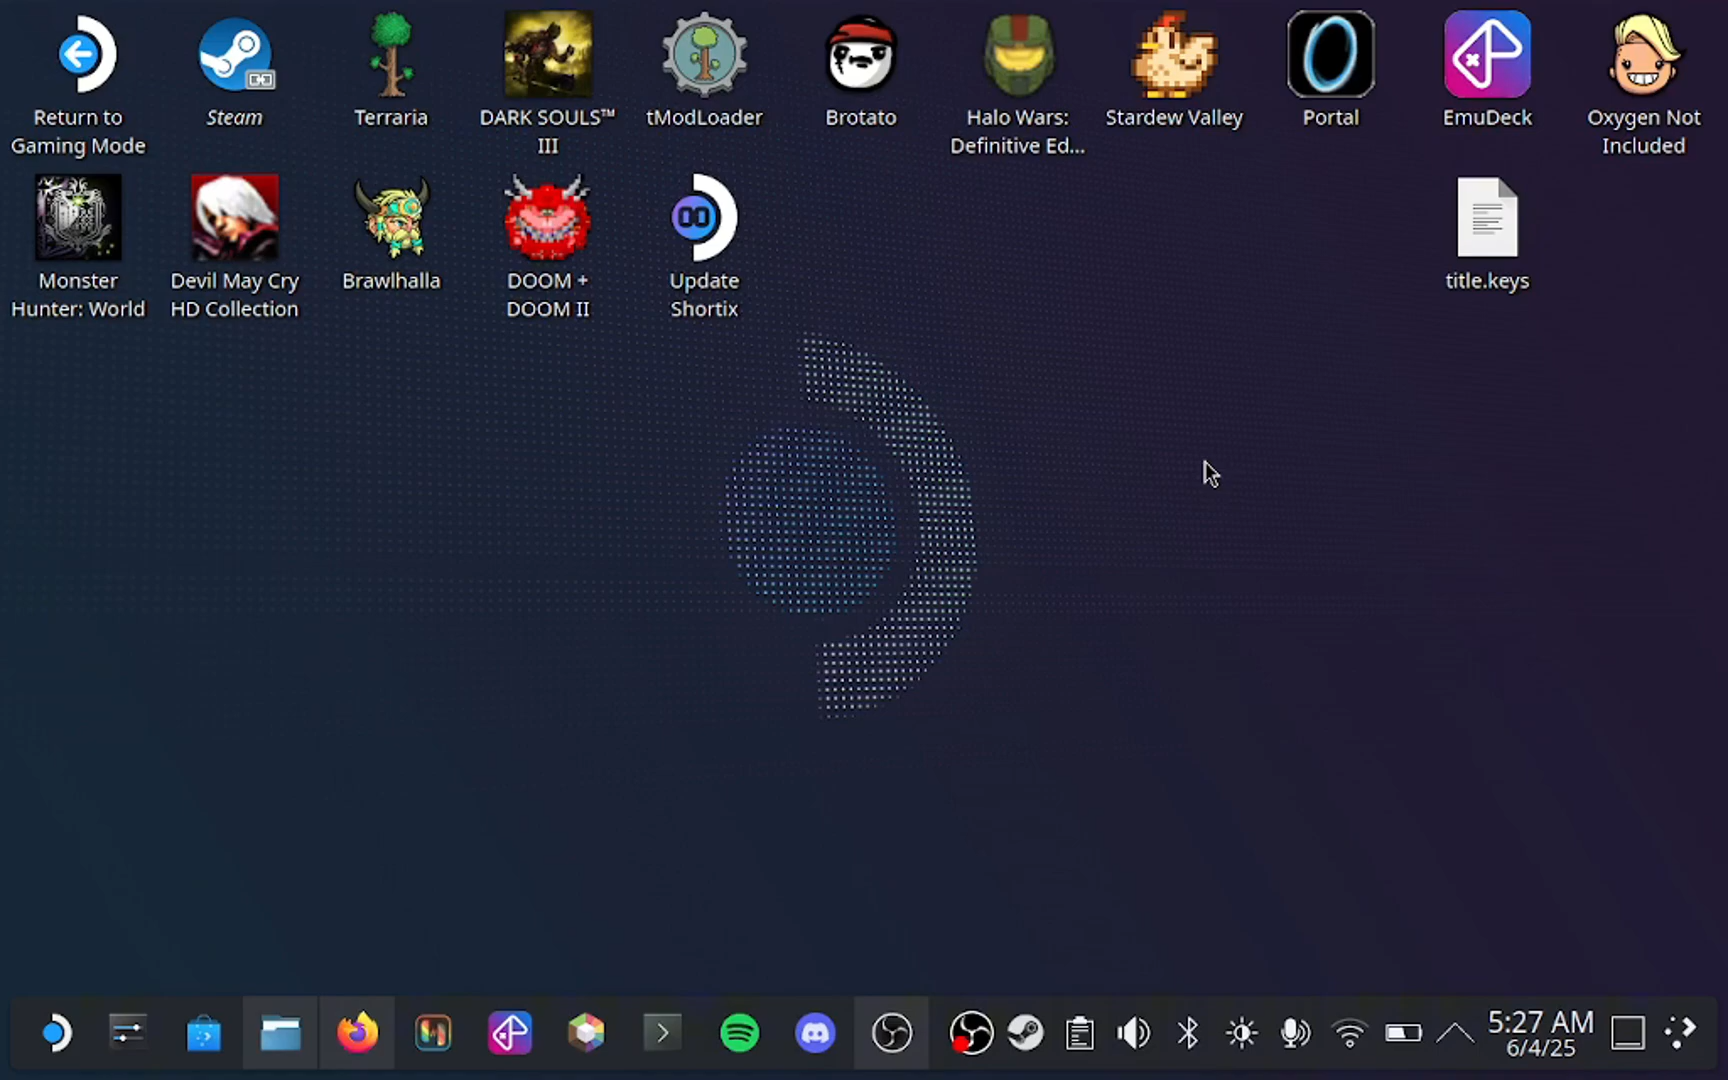 Return to
Gaming Mode
Steam
Terraria
DARK SOULS™
III
tModLoader
Brotato
Halo Wars:
Definitive Ed...
Stardew Valley
Portal
EmuDeck
Oxygen Not
Included
Monster
Hunter: World
Devil May Cry
HD Collection
Brawlhalla
DOOM +
DOOM II
Update
Shortix
title.keys
5:27 AM
6/4/25